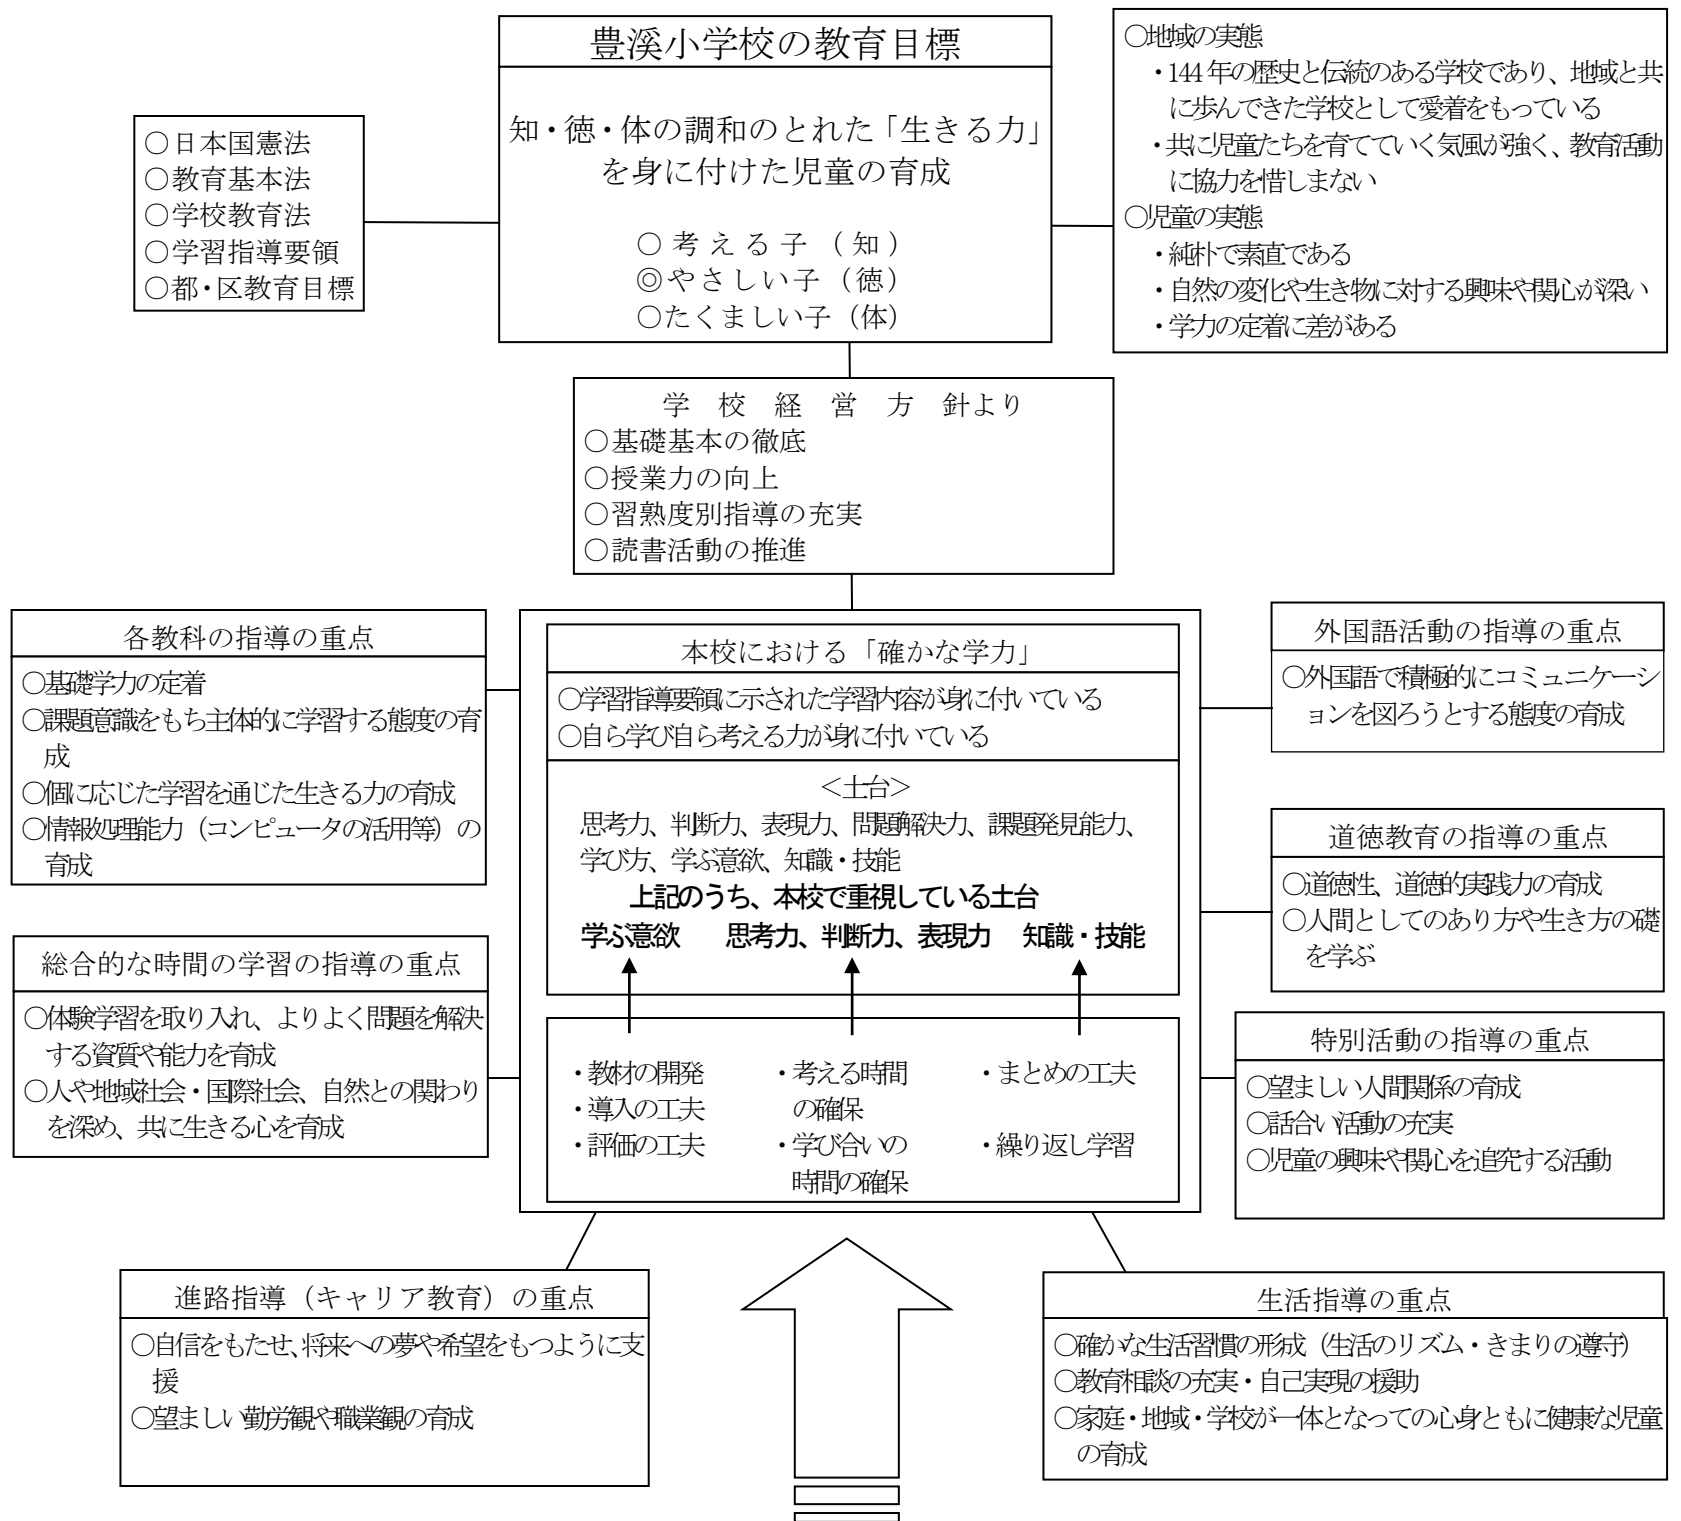 豊溪小学校の教育目標
知・徳・体の調和のとれた「生きる力」
を身に付けた児童の育成
○考える子（知）
◎やさしい子（徳）
○たくましい子（体）
○日本国憲法
○教育基本法
○学校教育法
○学習指導要領
○都・区教育目標
○地域の実態
・144年の歴史と伝統のある学校であり、地域と共
に歩んできた学校として愛着をもっている
・共に児童たちを育てていく気風が強く、教育活動
に協力を惜しまない
○児童の実態
・純朴で素直である
・自然の変化や生き物に対する興味や関心が深い
・学力の定着に差がある
学校経営方針より
○基礎基本の徹底
○授業力の向上
○習熟度別指導の充実
○読書活動の推進
各教科の指導の重点
○基礎学力の定着
○課題意識をもち主体的に学習する態度の育
成
○個に応じた学習を通じた生きる力の育成
○情報処理能力（コンピュータの活用等）の
育成
総合的な時間の学習の指導の重点
○体験学習を取り入れ、よりよく問題を解決
する資質や能力を育成
○人や地域社会・国際社会、自然との関わり
を深め、共に生きる心を育成
本校における「確かな学力」
○学習指導要領に示された学習内容が身に付いている
○自ら学び自ら考える力が身に付いている
＜土台＞
思考力、判断力、表現力、問題解決力、課題発見能力、
学び方、学ぶ意欲、知識・技能
上記のうち、本校で重視している土台
学ぶ意欲　思考力、判断力、表現力　知識・技能
・教材の開発
・導入の工夫
・評価の工夫
・考える時間
の確保
・学び合いの
時間の確保
・まとめの工夫
・繰り返し学習
外国語活動の指導の重点
○外国語で積極的にコミュニケーシ
ョンを図ろうとする態度の育成
道徳教育の指導の重点
○道徳性、道徳的実践力の育成
○人間としてのあり方や生き方の礎
を学ぶ
特別活動の指導の重点
○望ましい人間関係の育成
○話合い活動の充実
○児童の興味や関心を追究する活動
進路指導（キャリア教育）の重点
○自信をもたせ、将来への夢や希望をもつように支
援
○望ましい勤労観や職業観の育成
生活指導の重点
○確かな生活習慣の形成（生活のリズム・きまりの遵守）
○教育相談の充実・自己実現の援助
○家庭・地域・学校が一体となっての心身ともに健康な児童
の育成